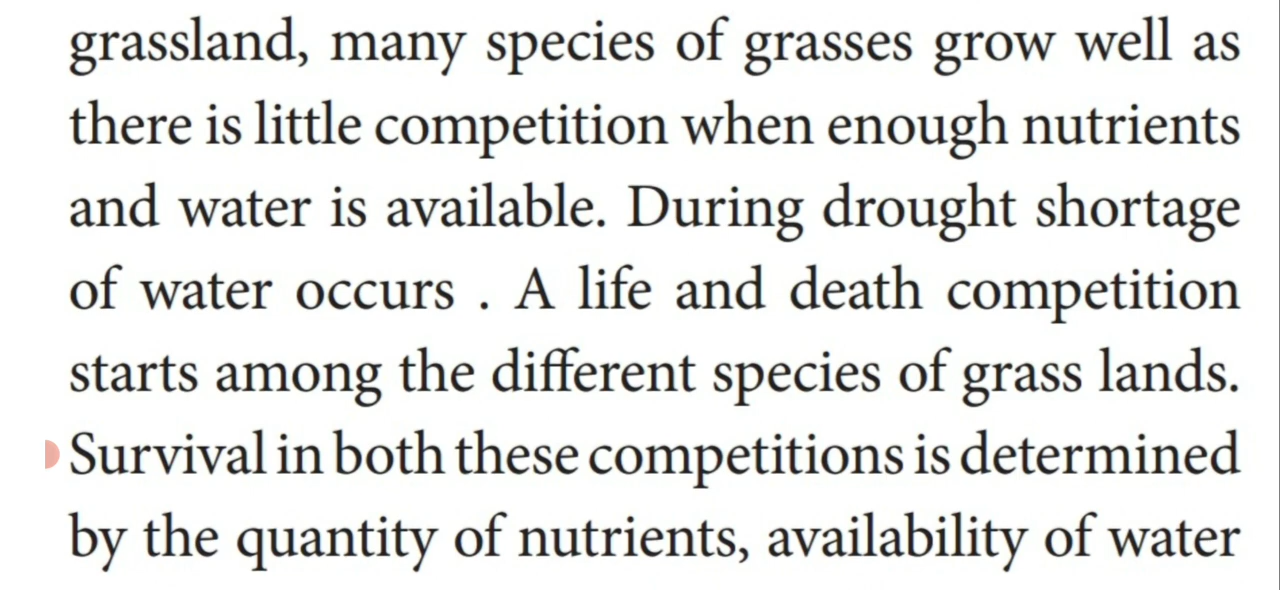 grassland, many species of grasses grow well as
there is little competition when enough nutrients
and water is available. During drought shortage
of water occurs . A life and death competition
starts among the different species of grass lands.
Survival in both these competitions is determined
by the quantity of nutrients, availability of water